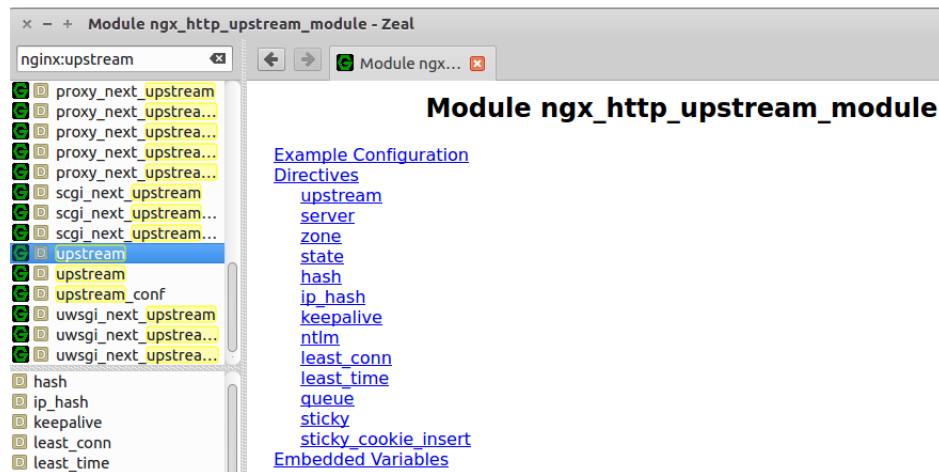 Module ngx_http_upstream_module - Zeal
nginx:upstream
Module ngx...
proxy_next_upstream
proxy_next_upstrea...
proxy_next_upstrea...
proxy_next_upstrea...
proxy_next_upstrea...
scgi_next_upstream
scgi_next_upstream...
scgi_next_upstream...
upstream
upstream
upstream_conf
uwsgi_next_upstream
uwsgi_next_upstrea...
uwsgi_next_upstrea...
hash
ip_hash
keepalive
least_conn
least_time
Module ngx_http_upstream_module
Example Configuration
Directives
upstream
server
zone
state
hash
ip_hash
keepalive
ntlm
least_conn
least_time
queue
sticky
sticky_cookie_insert
Embedded Variables